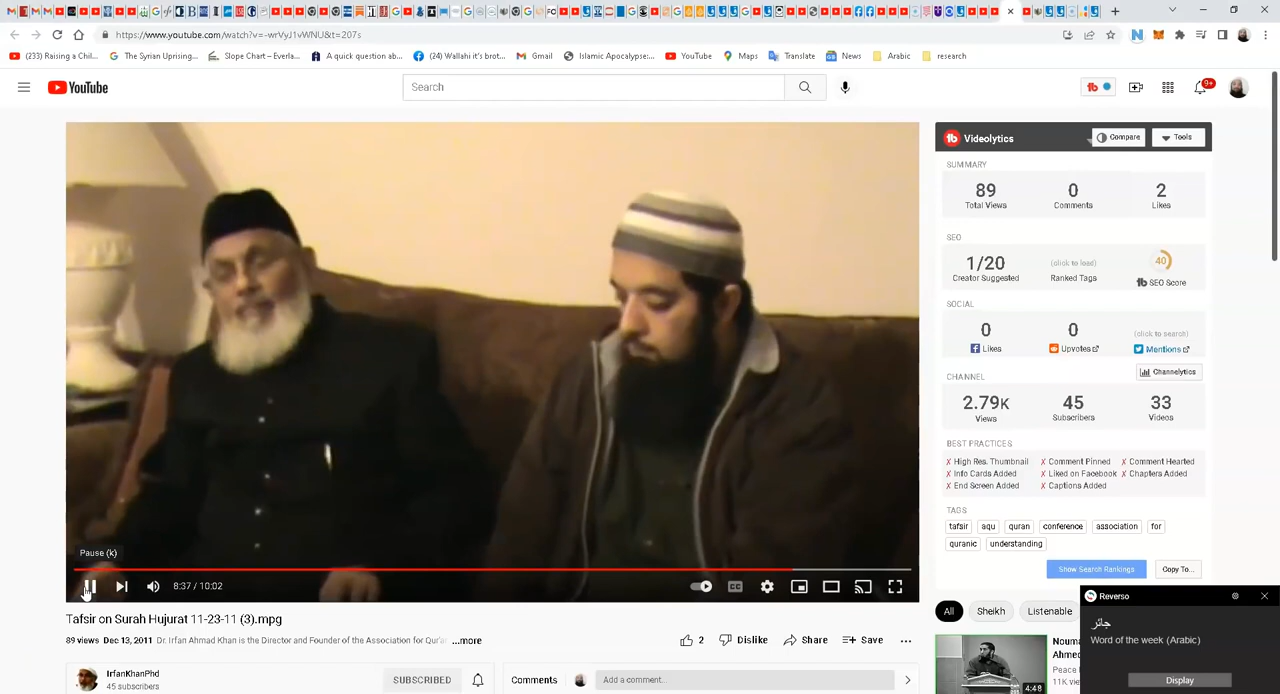 https://www.youtube.com/watch?v=-wrVyJ1vWNU&t=207s
(233) Raising a Chil...
The Syrian Uprising...
Slope Chart – Everla...
A quick question ab...
(24) Wallahi it's brot...
Gmail
Islamic Apocalypse:...
YouTube
Maps
Translate
News
Arabic
research
YouTube
Search
9+
Videolytics
Compare
Tools
SUMMARY
89
Total Views
0
Comments
2
Likes
SEO
1/20
Creator Suggested
(click to load)
Ranked Tags
40
SEO Score
SOCIAL
0
Likes
0
Upvotes
(click to search)
Mentions
CHANNEL
Channelytics
2.79K
Views
45
Subscribers
33
Videos
BEST PRACTICES
X High Res. Thumbnail
X Comment Pinned
X Comment Hearted
X Info Cards Added
X Liked on Facebook
X Chapters Added
X End Screen Added
X Captions Added
TAGS
tafsir
aqu
quran
conference
association
for
quranic
understanding
Show Search Rankings
Copy To...
Pause (k)
8:37 / 10:02
Tafsir on Surah Hujurat 11-23-11 (3).mpg
89 views Dec 13, 2011 Dr. Irfan Ahmad Khan is the Director and Founder of the Association for Qur'a ...more
2
Dislike
Share
Save
IrfanKhanPhd
45 subscribers
SUBSCRIBED
Comments
Add a comment...
All
Sheikh
Listenable
Nouma
Ahme
Peace
11K vie
4:48
Reverso
جائر
Word of the week (Arabic)
Display